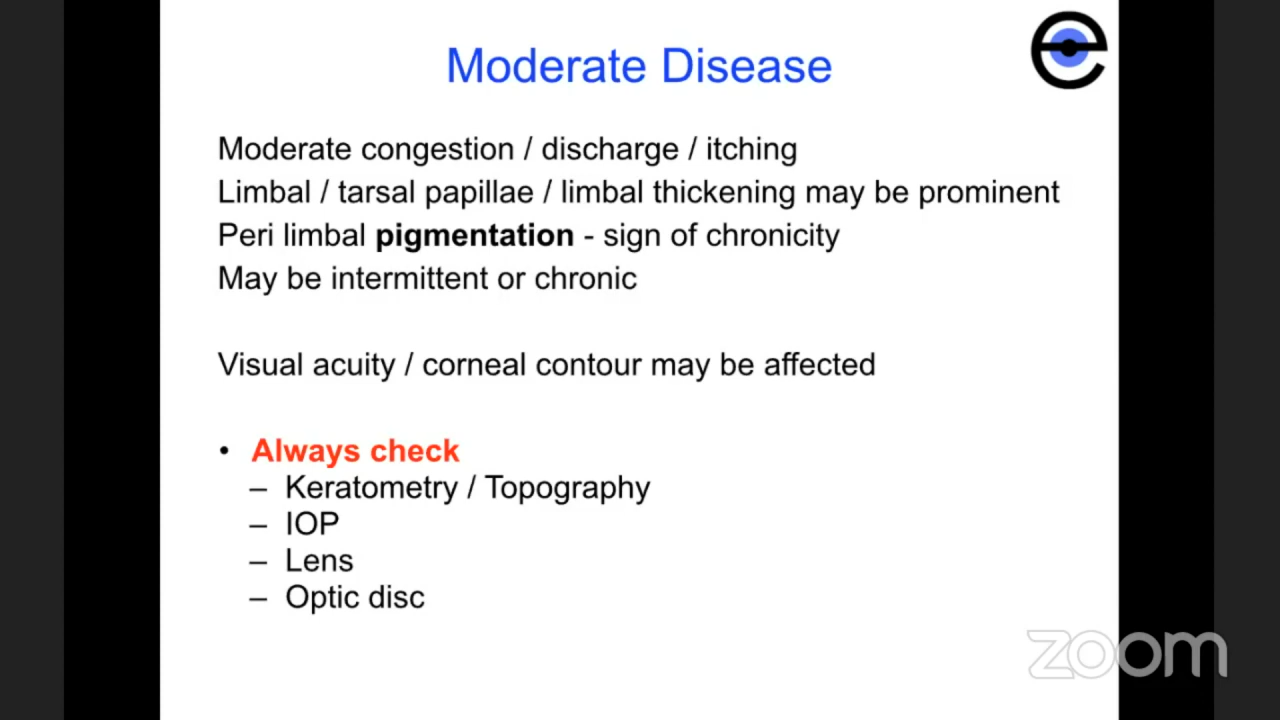 Moderate Disease
Moderate congestion / discharge / itching
Limbal / tarsal papillae / limbal thickening may be prominent
Peri limbal pigmentation - sign of chronicity
May be intermittent or chronic
Visual acuity / corneal contour may be affected
• Always check
– Keratometry / Topography
– IOP
– Lens
– Optic disc
zoom